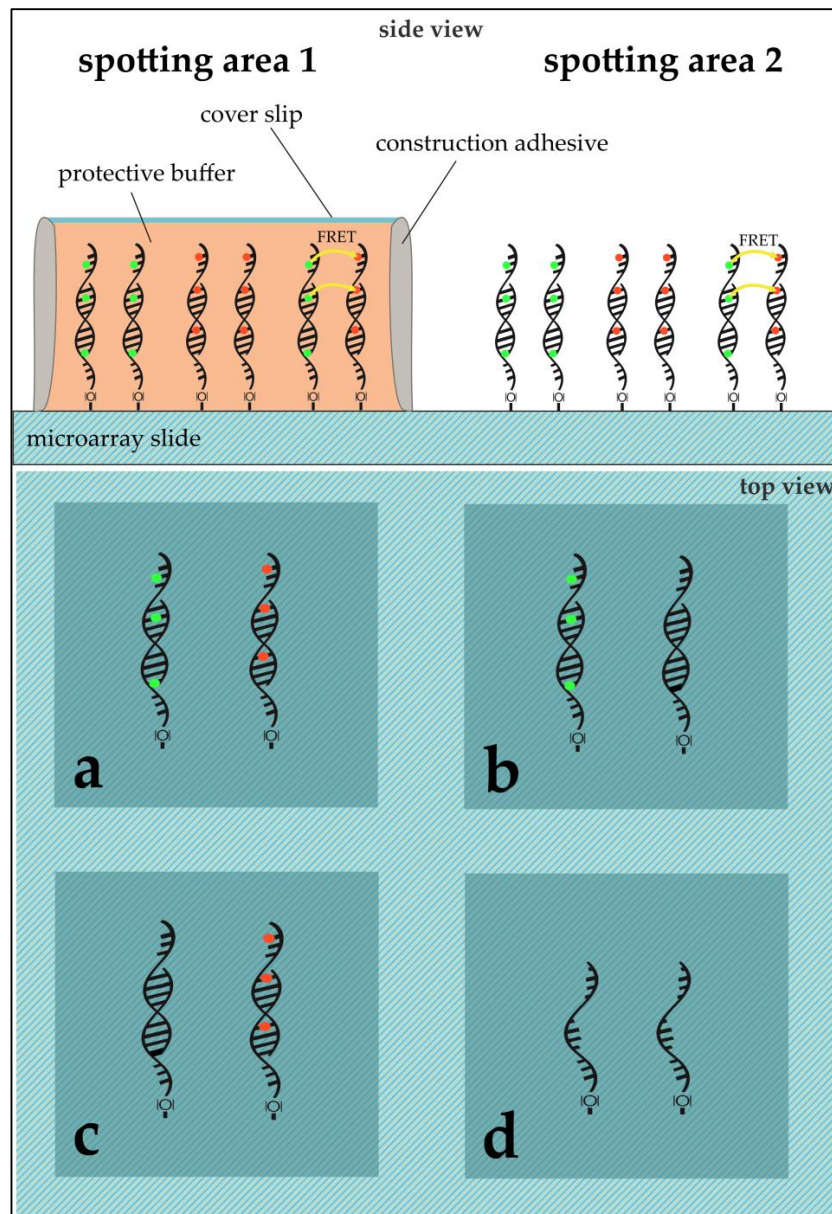 side view
spotting area 1
spotting area 2
cover slip
construction adhesive
protective buffer
FRET
FRET
microarray slide
top view
a
b
c
d